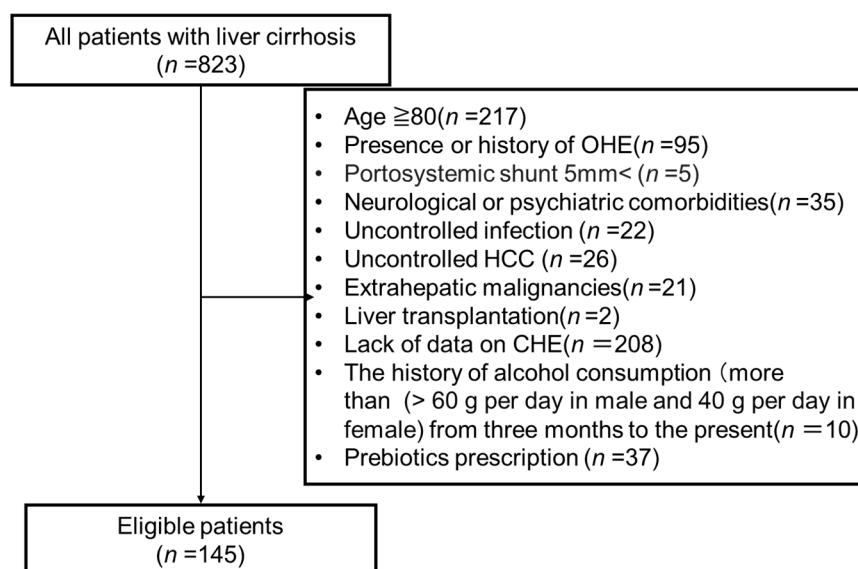 All patients with liver cirrhosis
(n =823)
• Age ≧80(n =217)
• Presence or history of OHE(n =95)
• Portosystemic shunt 5mm< (n =5)
• Neurological or psychiatric comorbidities(n =35)
• Uncontrolled infection (n =22)
• Uncontrolled HCC (n =26)
• Extrahepatic malignancies(n =21)
• Liver transplantation(n =2)
• Lack of data on CHE(n ＝208)
• The history of alcohol consumption（more
than (> 60 g per day in male and 40 g per day in
female) from three months to the present(n ＝10)
• Prebiotics prescription (n =37)
Eligible patients
(n =145)